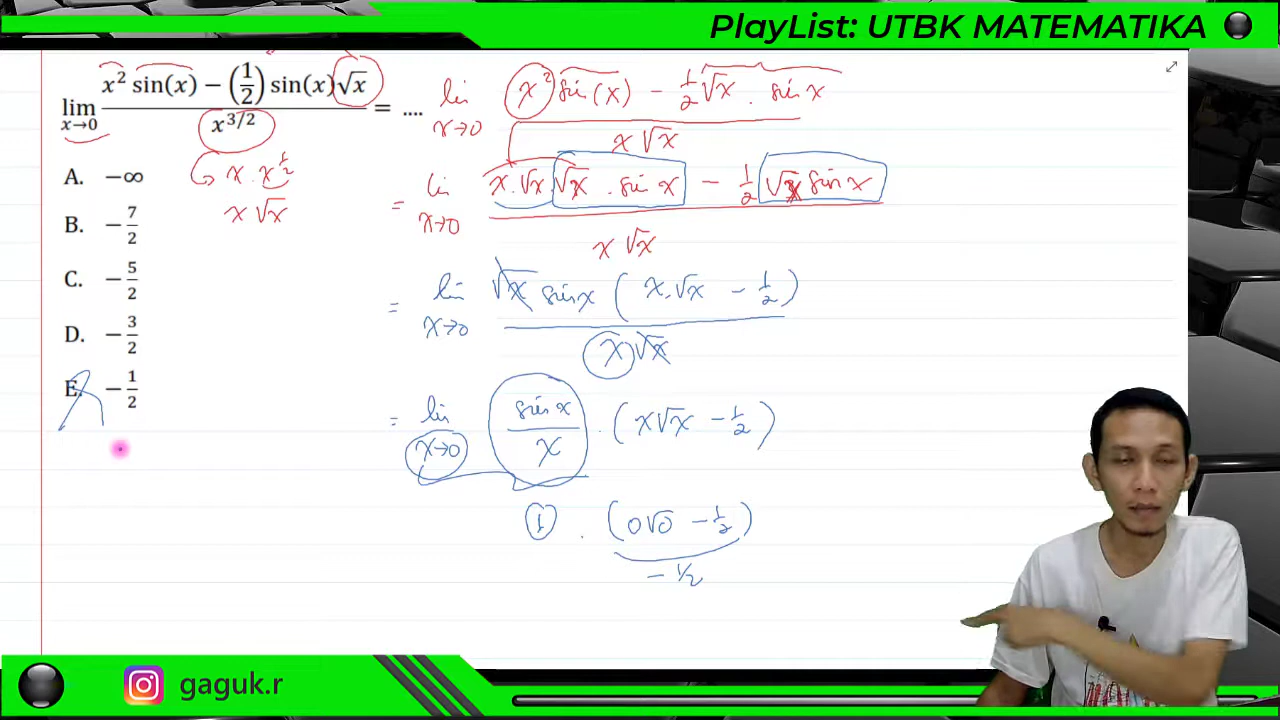 PlayList: UTBK MATEMATIKA
lim x→0 (x² sin(x) − (1/2) sin(x)√x) / x^{3/2} = ....
A. −∞
B. −7/2
C. −5/2
D. −3/2
E. −1/2
x . x^{1/2}
x √x
lim x→0 (x² sin(x) − 1/2 √x . sin x) / (x √x)
= lim x→0 (x . √x . √x . sin x − 1/2 √x sin x) / (x √x)
= lim x→0 √x sin x ( x . √x − 1/2 ) / (x √x)
= lim x→0 (sin x / x) . ( x√x − 1/2 )
1 . ( 0√0 − 1/2 )
− 1/2
gaguk.r